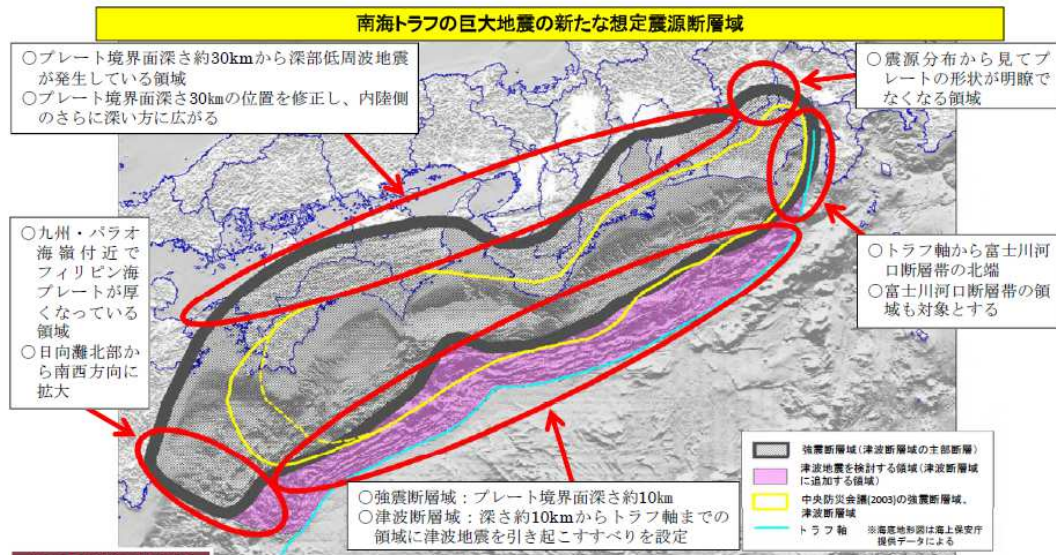 南海トラフの巨大地震の新たな想定震源断層域
○プレート境界面深さ約30kmから深部低周波地震
が発生している領域
○プレート境界面深さ30kmの位置を修正し、内陸側
のさらに深い方に広がる
○震源分布から見てプ
レートの形状が明瞭で
なくなる領域
○九州・パラオ
海嶺付近で
フィリピン海
プレートが厚
くなっている
領域
○日向灘北部か
ら南西方向に
拡大
○トラフ軸から富士川河
口断層帯の北端
○富士川河口断層帯の領
域も対象とする
○強震断層域：プレート境界面深さ約10km
○津波断層域：深さ約10kmからトラフ軸までの
領域に津波地震を引き起こすすべりを設定
強震断層域(津波断層域の主部断層)
津波地震を検討する領域(津波断層域
に追加する領域)
中央防災会議(2003)の強震断層域、
津波断層域
トラフ軸
※海底地形図は海上保安庁
提供データによる